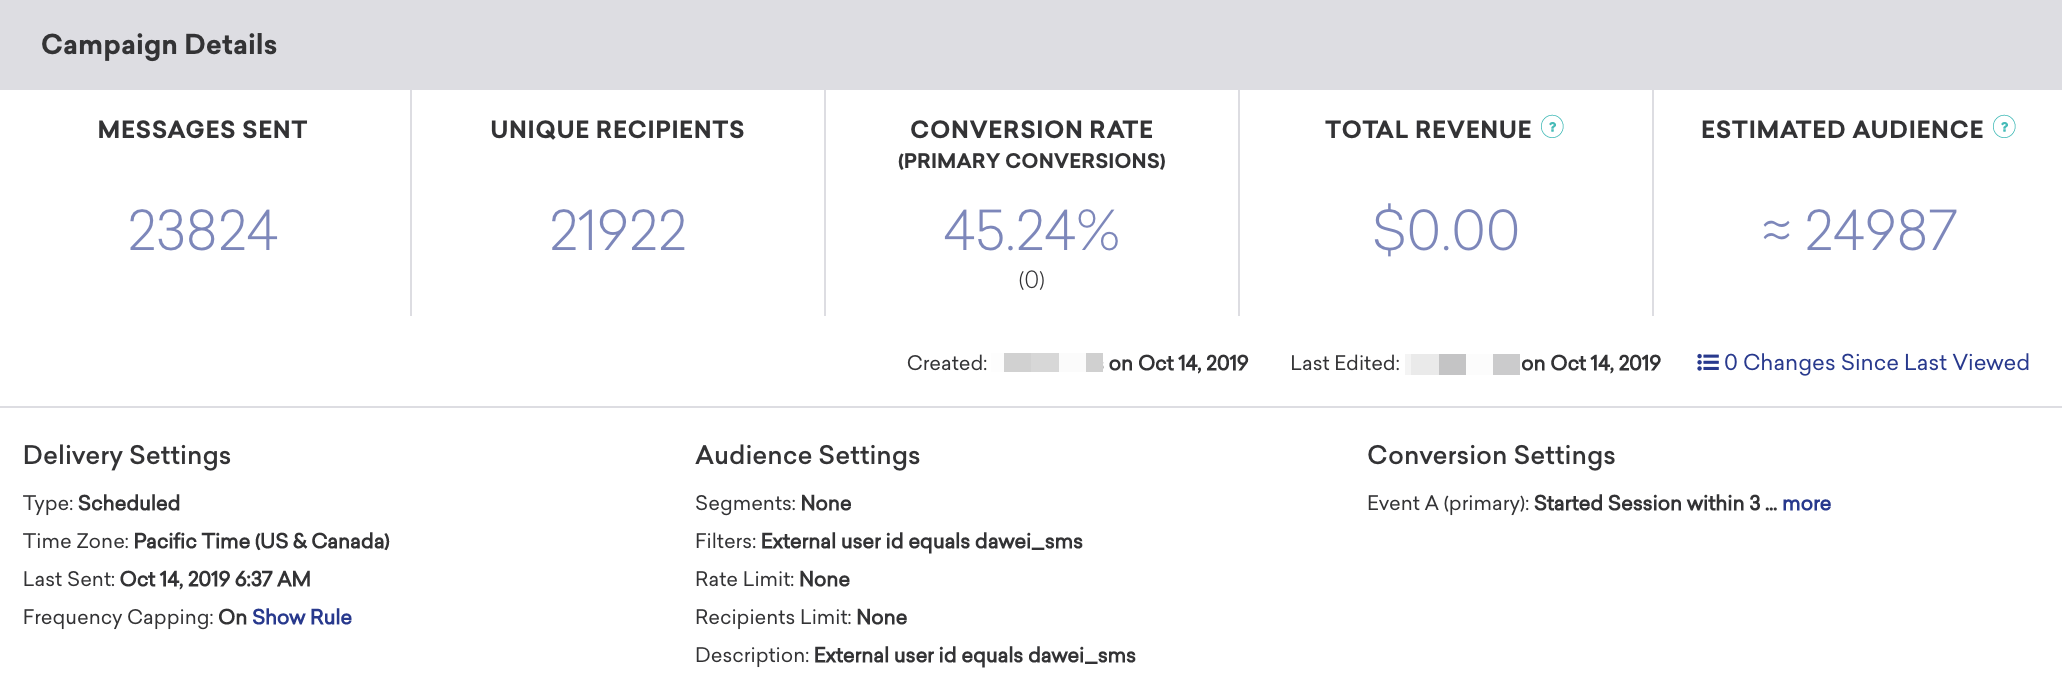 Campaign Details
MESSAGES SENT
23824
UNIQUE RECIPIENTS
21922
CONVERSION RATE
(PRIMARY CONVERSIONS)
45.24%
(0)
TOTAL REVENUE ?
$0.00
ESTIMATED AUDIENCE ?
≈ 24987
Created: on Oct 14, 2019
Last Edited: on Oct 14, 2019
0 Changes Since Last Viewed
Delivery Settings
Type: Scheduled
Time Zone: Pacific Time (US & Canada)
Last Sent: Oct 14, 2019 6:37 AM
Frequency Capping: On Show Rule
Audience Settings
Segments: None
Filters: External user id equals dawei_sms
Rate Limit: None
Recipients Limit: None
Description: External user id equals dawei_sms
Conversion Settings
Event A (primary): Started Session within 3 ... more